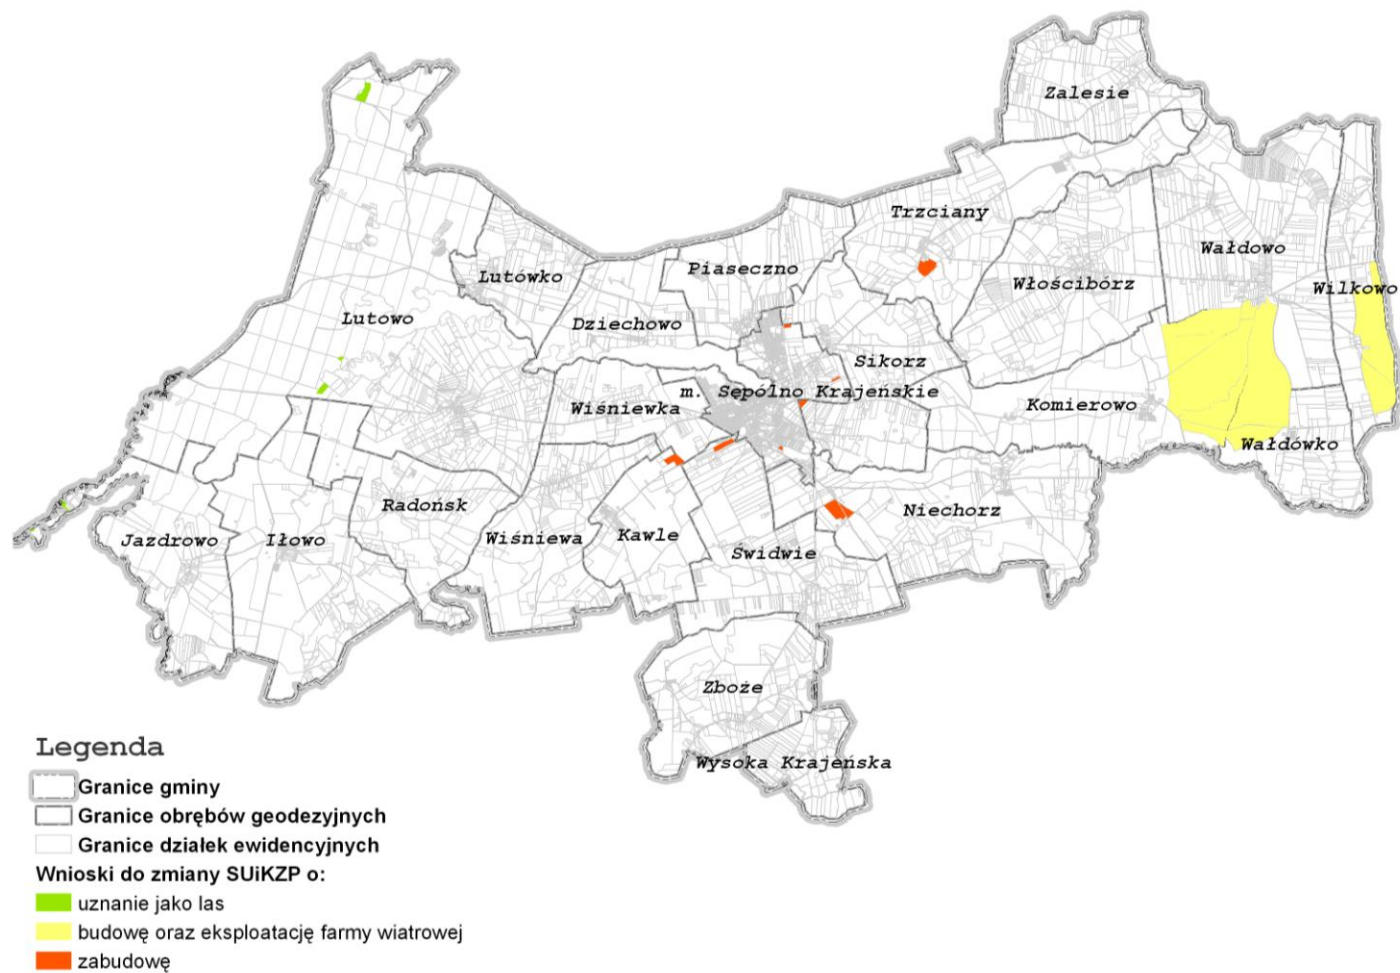 Zalesie
Trzciany
Wałdowo
Piaseczno
Lutówko
Włościbórz
Wilkowo
Lutowo
Dziechowo
Sikorz
m. Sępólno Krajeńskie
Wiśniewka
Komierowo
Wałdówko
Radońsk
Niechorz
Jazdrowo
Iłowo
Wiśniewa
Kawle
Świdwie
Zboże
Wysoka Krajeńska
Legenda
Granice gminy
Granice obrębów geodezyjnych
Granice działek ewidencyjnych
Wnioski do zmiany SUiKZP o:
uznanie jako las
budowę oraz eksploatację farmy wiatrowej
zabudowę